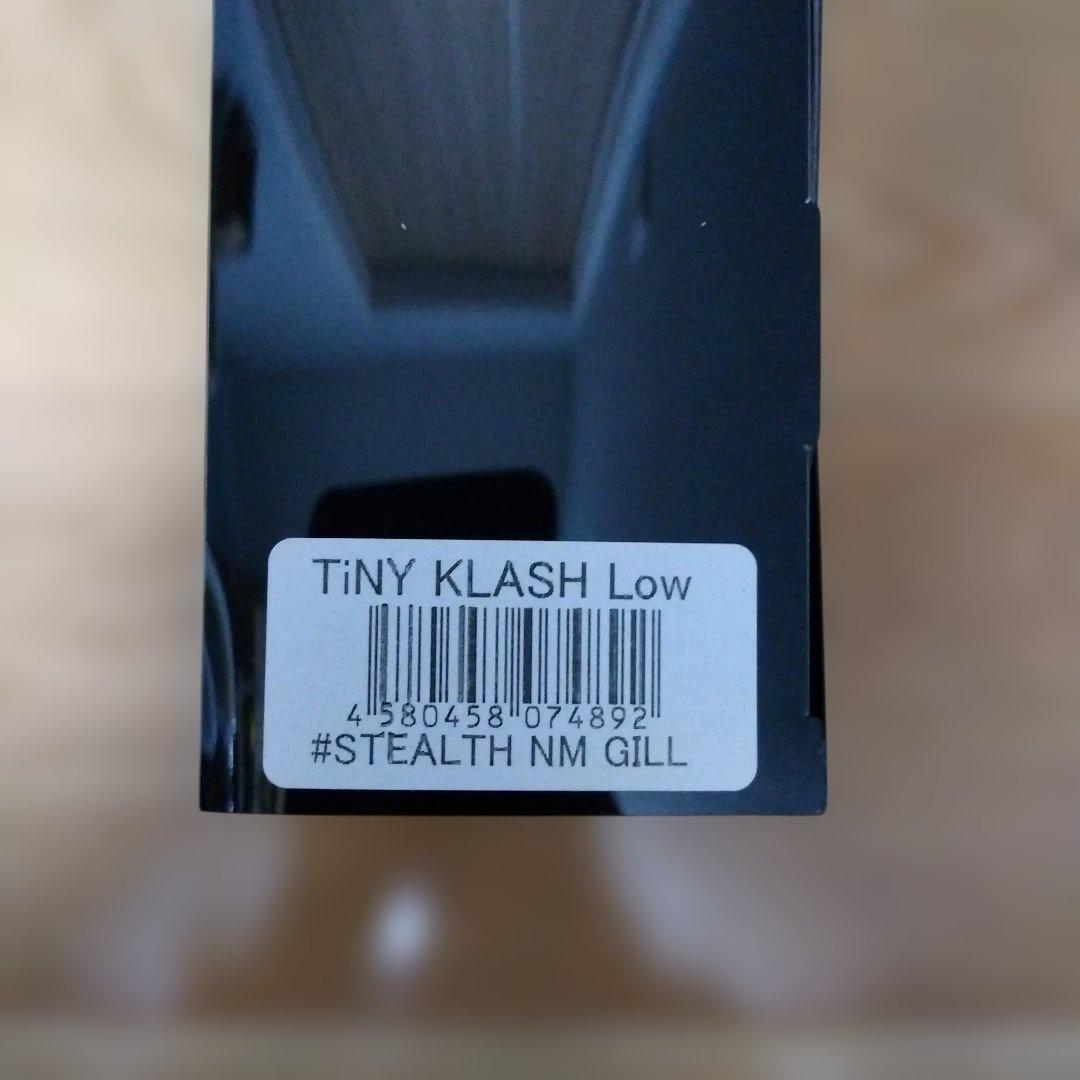 TiNY KLASH Low
4 580458 074892
#STEALTH NM GILL